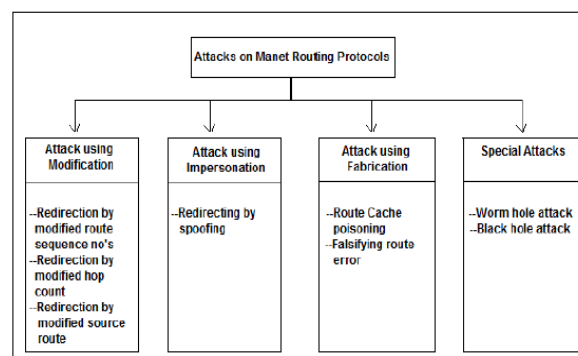 Attacks on Manet Routing Protocols
Attack using
Modification
--Redirection by
modified route
sequence no's
--Redirection by
modified hop
count
--Redirection by
modified source
route
Attack using
Impersonation
--Redirecting by
spoofing
Attack using
Fabrication
--Route Cache
poisoning
--Falsifying route
error
Special Attacks
--Worm hole attack
--Black hole attack